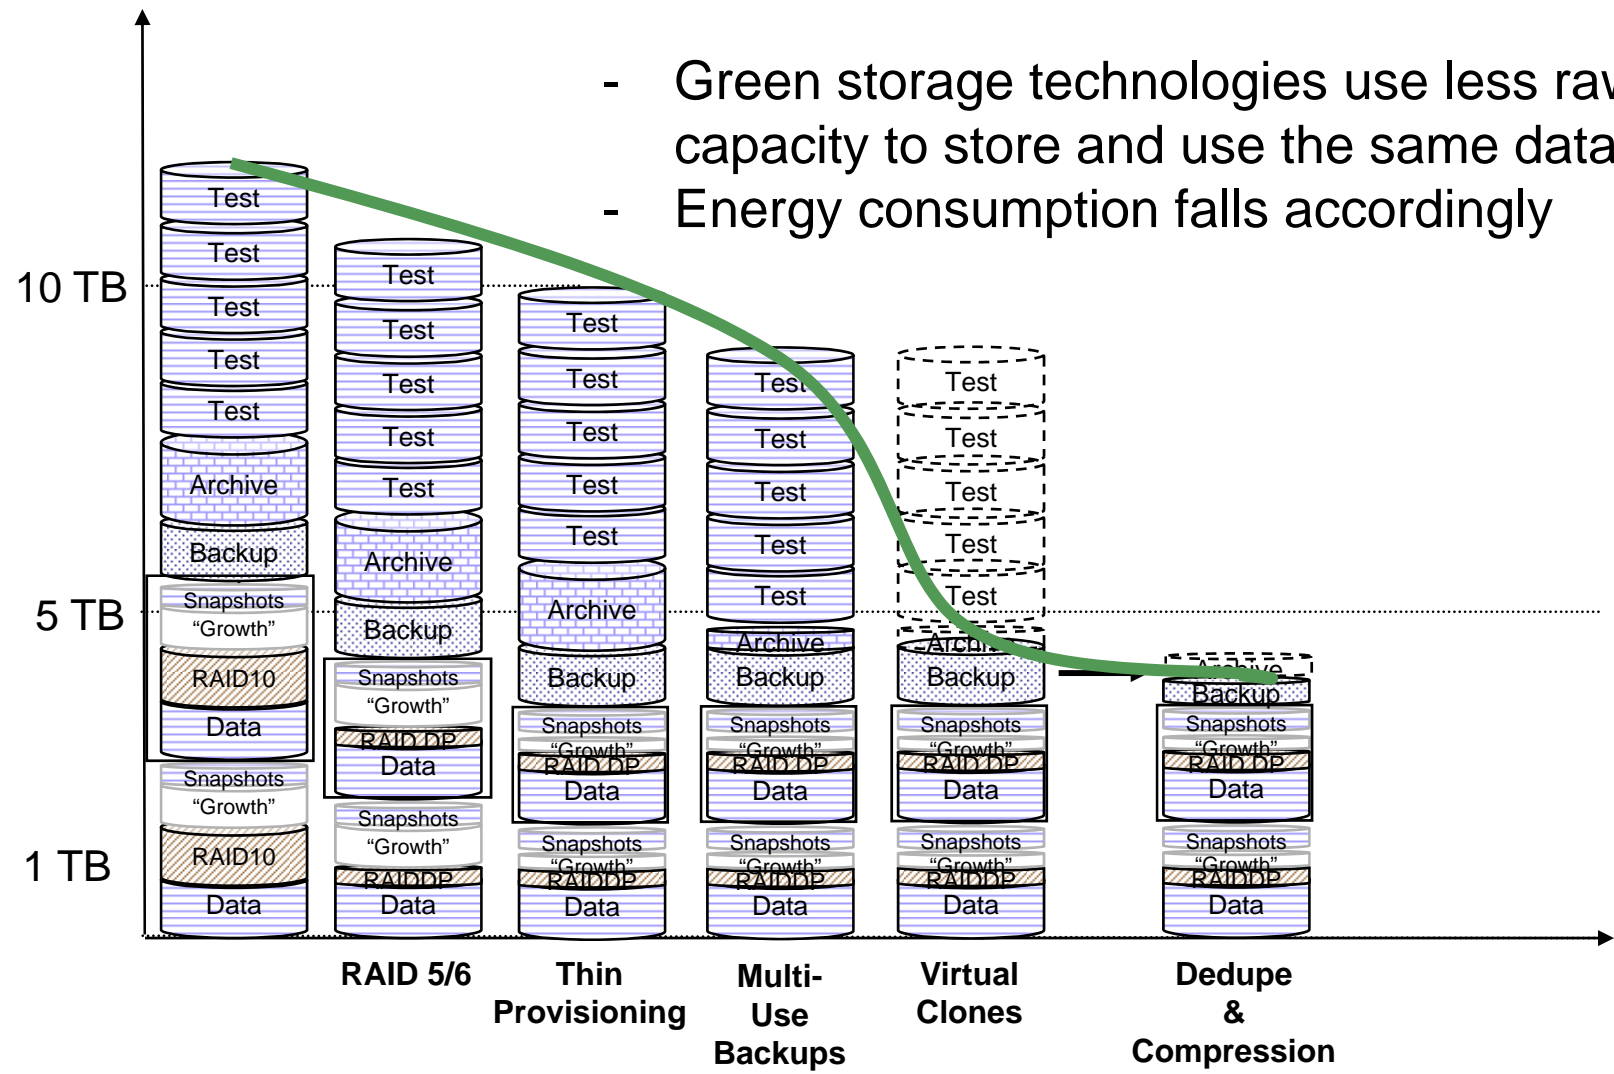 - Green storage technologies use less raw
capacity to store and use the same data
- Energy consumption falls accordingly
10 TB
5 TB
1 TB
Test
Test
Test
Test
Test
Archive
Backup
Snapshots
“Growth”
RAID10
Data
Snapshots
“Growth”
RAID10
Data
Test
Test
Test
Test
Test
Archive
Backup
Snapshots
“Growth”
RAID DP
Data
Snapshots
“Growth”
RAIDDP
Data
Test
Test
Test
Test
Test
Archive
Backup
Snapshots
“Growth”
RAID DP
Data
Snapshots
“Growth”
RAIDDP
Data
Test
Test
Test
Test
Test
Archive
Backup
Snapshots
“Growth”
RAID DP
Data
Snapshots
“Growth”
RAIDDP
Data
Test
Test
Test
Test
Test
Archive
Backup
Snapshots
“Growth”
RAID DP
Data
Snapshots
“Growth”
RAIDDP
Data
Archive
Backup
Snapshots
“Growth”
RAID DP
Data
Snapshots
“Growth”
RAIDDP
Data
RAID 5/6
Thin
Provisioning
Multi-
Use
Backups
Virtual
Clones
Dedupe
&
Compression